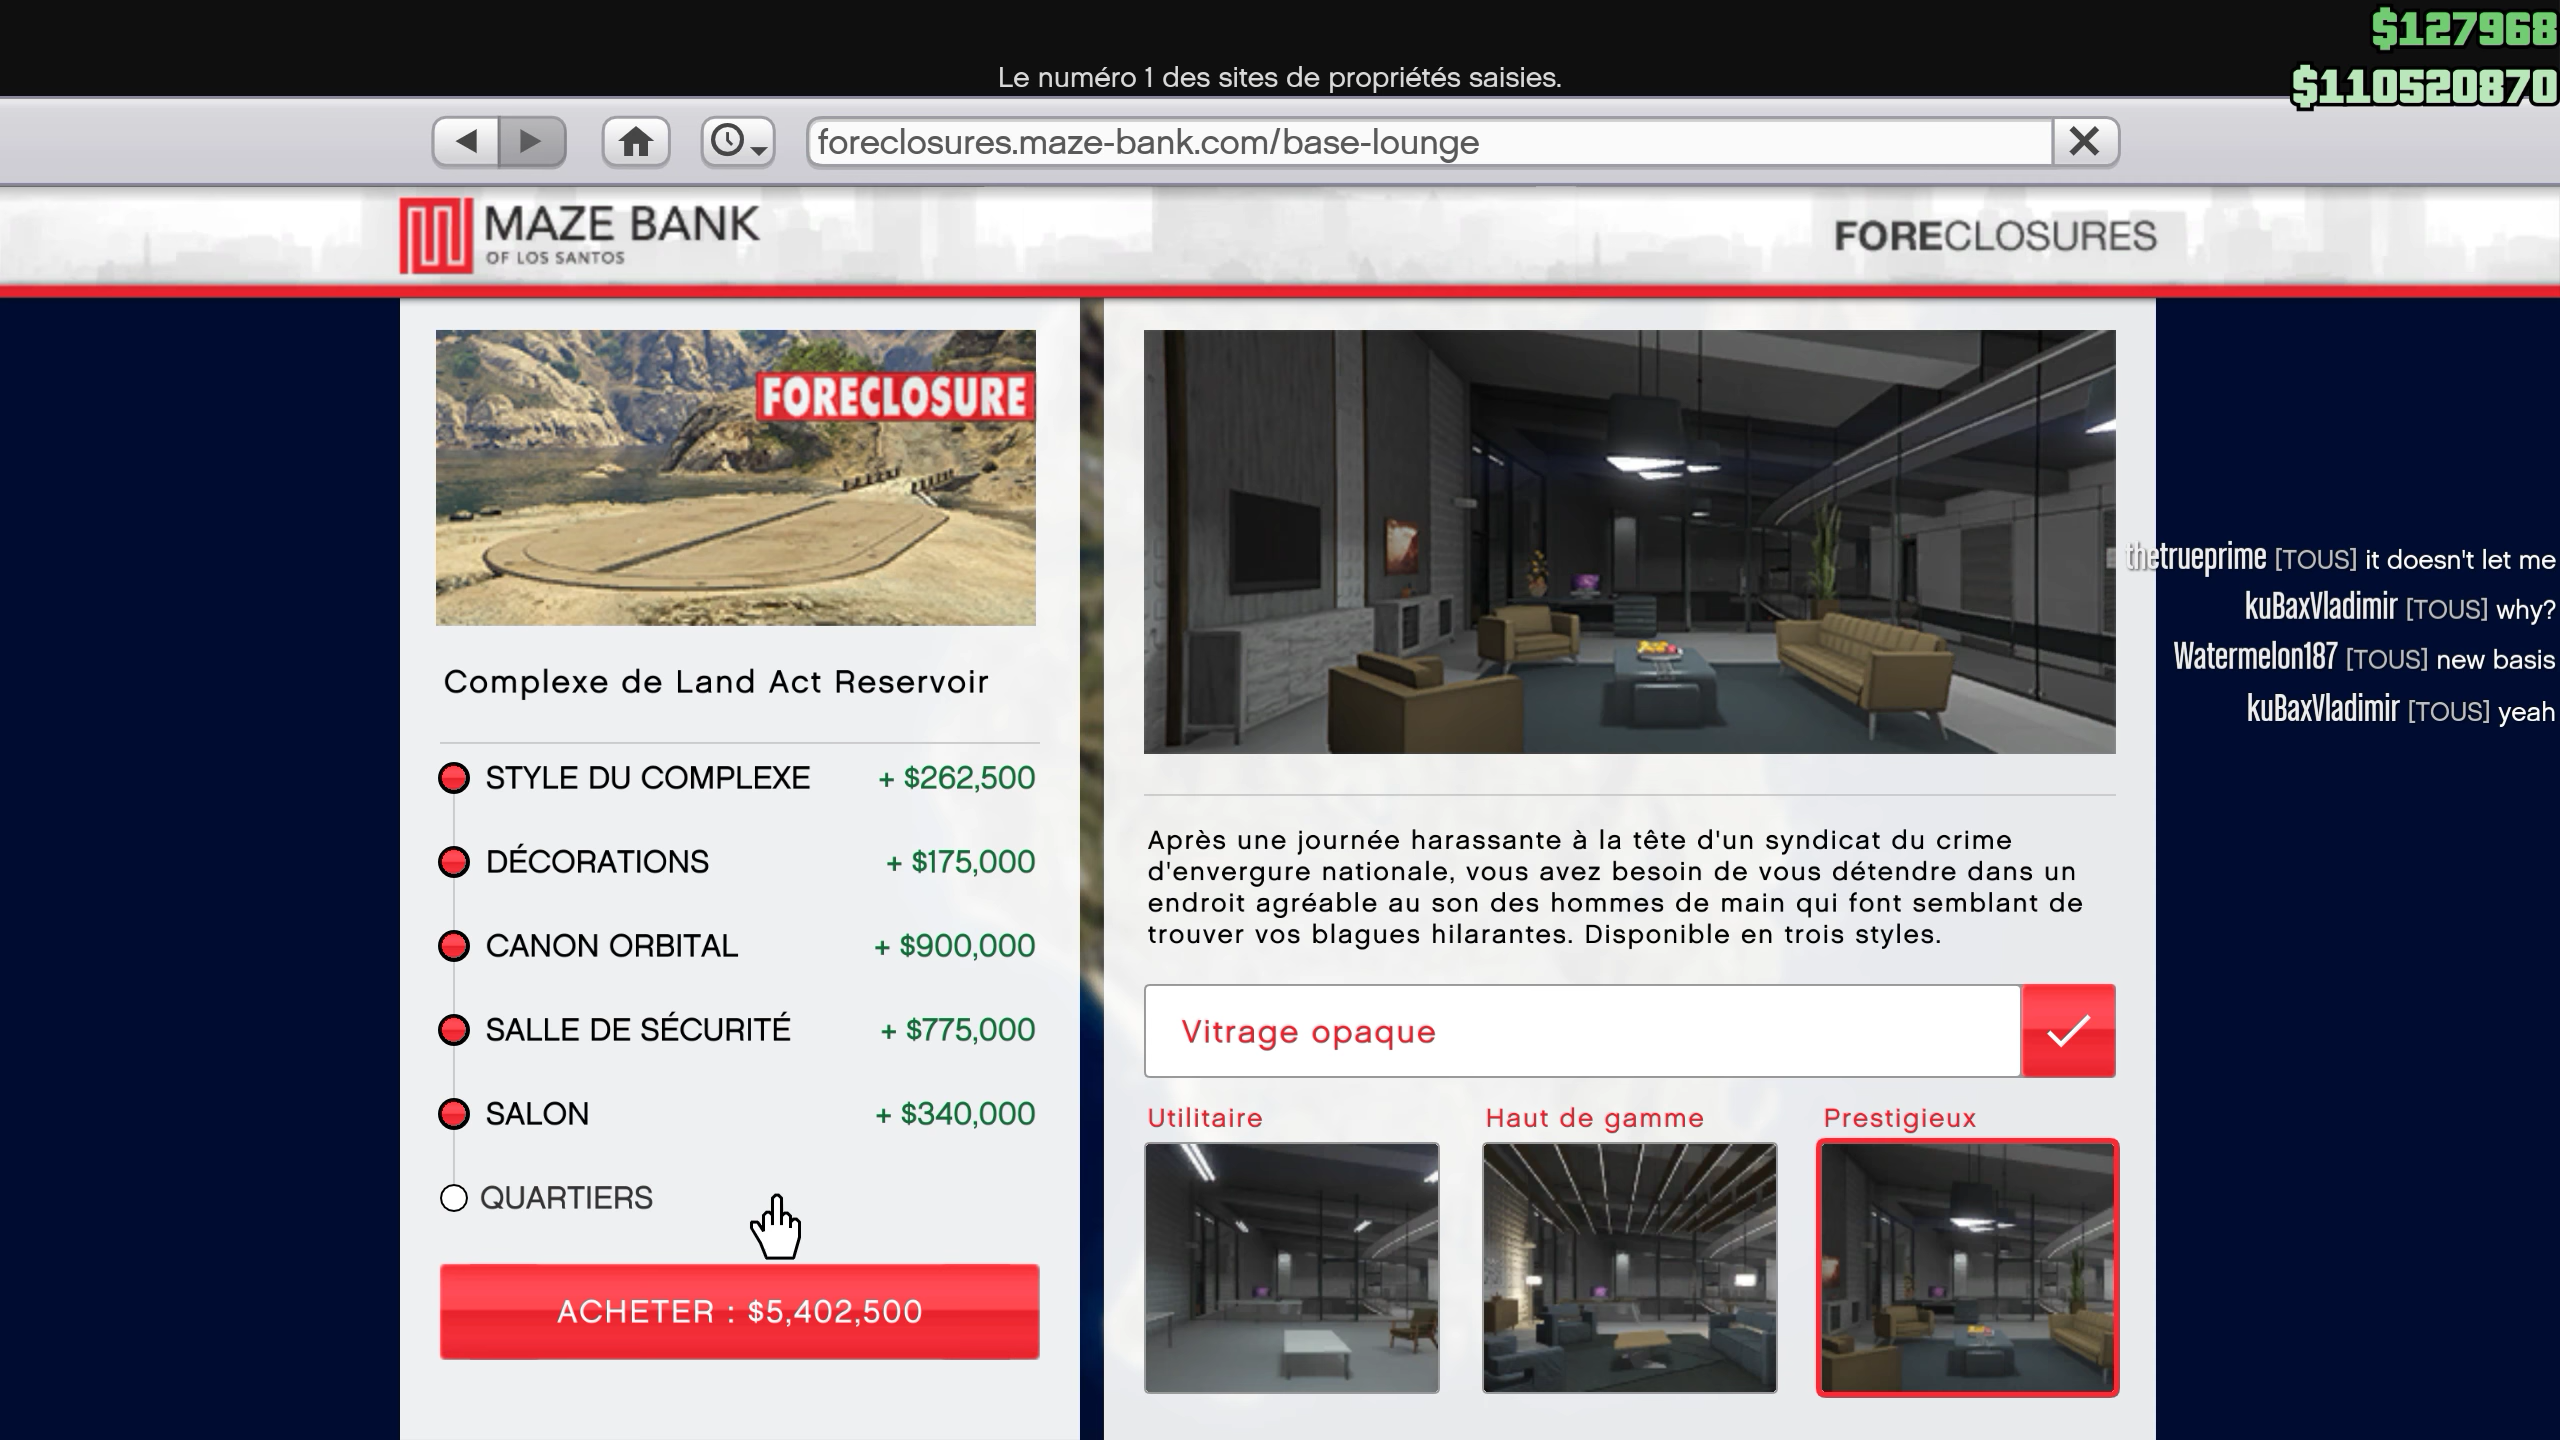 $127968
$110520870
Le numéro 1 des sites de propriétés saisies.
foreclosures.maze-bank.com/base-lounge
MAZE BANK
OF LOS SANTOS
FORECLOSURES
FORECLOSURE
Complexe de Land Act Reservoir
STYLE DU COMPLEXE + $262,500
DÉCORATIONS + $175,000
CANON ORBITAL + $900,000
SALLE DE SÉCURITÉ + $775,000
SALON + $340,000
QUARTIERS
ACHETER : $5,402,500
Après une journée harassante à la tête d'un syndicat du crime
d'envergure nationale, vous avez besoin de vous détendre dans un
endroit agréable au son des hommes de main qui font semblant de
trouver vos blagues hilarantes. Disponible en trois styles.
Vitrage opaque
Utilitaire
Haut de gamme
Prestigieux
thetrueprime [TOUS] it doesn't let me
kuBaxVladimir [TOUS] why?
Watermelon187 [TOUS] new basis
kuBaxVladimir [TOUS] yeah